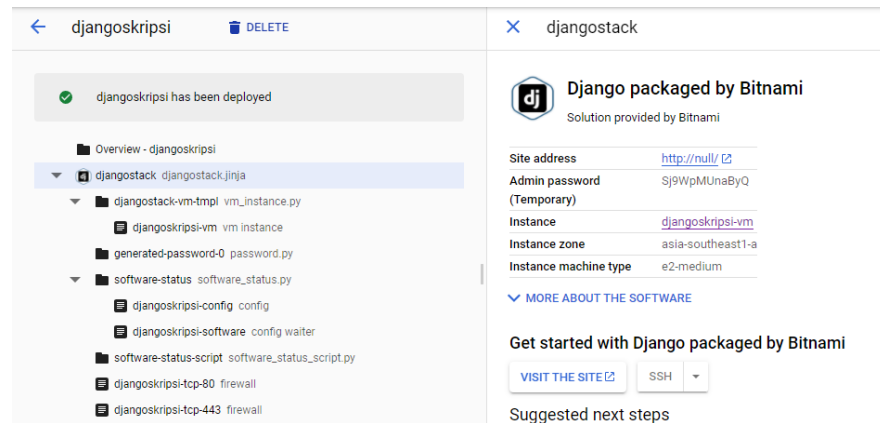 djangoskripsi
DELETE
djangoskripsi has been deployed
Overview - djangoskripsi
djangostack djangostack.jinja
djangostack-vm-tmpl vm_instance.py
djangoskripsi-vm vm instance
generated-password-0 password.py
software-status software_status.py
djangoskripsi-config config
djangoskripsi-software config waiter
software-status-script software_status_script.py
djangoskripsi-tcp-80 firewall
djangoskripsi-tcp-443 firewall
djangostack
dj
Django packaged by Bitnami
Solution provided by Bitnami
Site address http://null/
Admin password (Temporary) Sj9WpMUnaByQ
Instance djangoskripsi-vm
Instance zone asia-southeast1-a
Instance machine type e2-medium
MORE ABOUT THE SOFTWARE
Get started with Django packaged by Bitnami
VISIT THE SITE
SSH
Suggested next steps